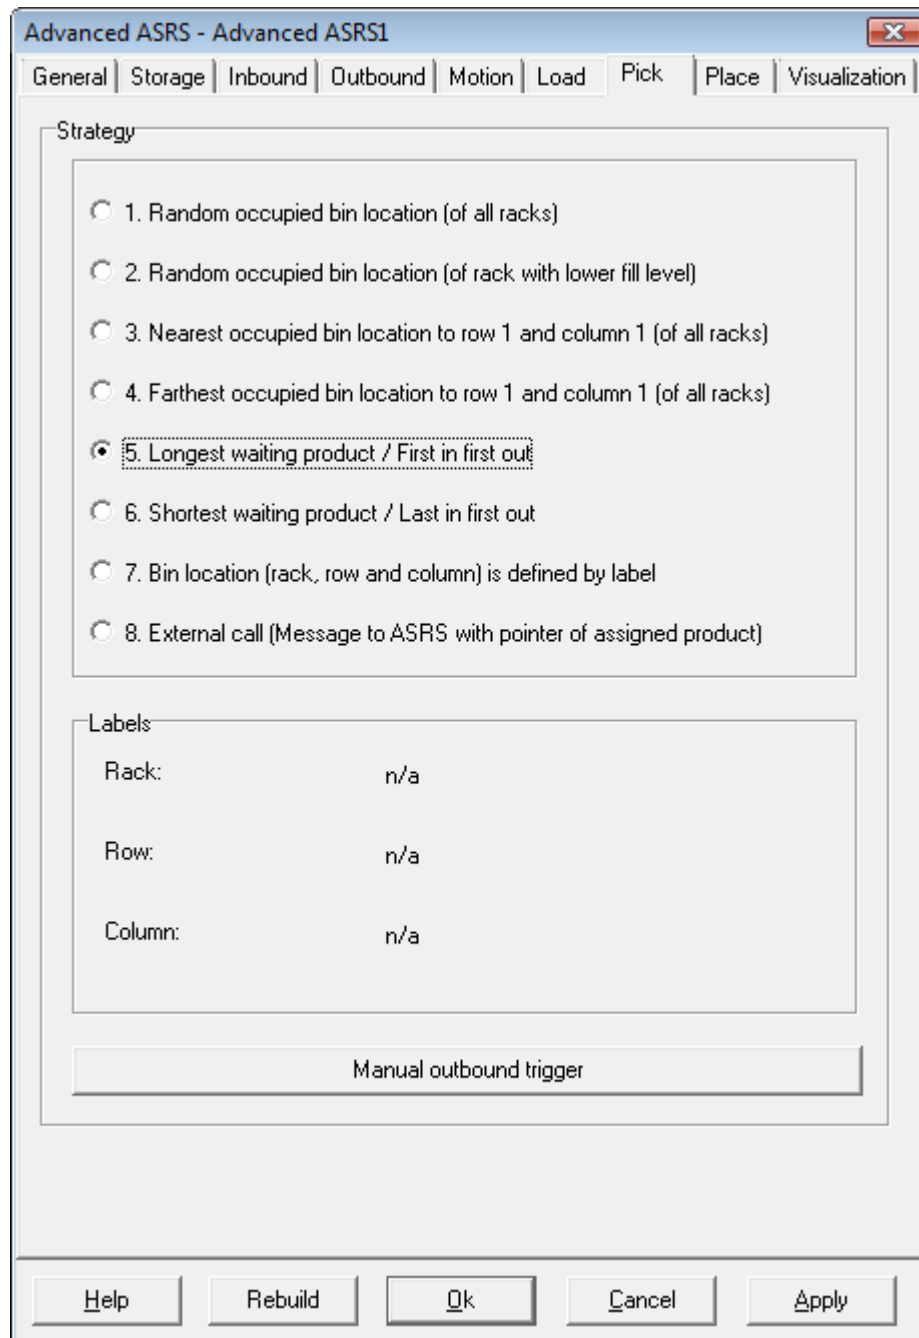 Advanced ASRS - Advanced ASRS1
General Storage Inbound Outbound Motion Load Pick Place Visualization
Strategy
1. Random occupied bin location (of all racks)
2. Random occupied bin location (of rack with lower fill level)
3. Nearest occupied bin location to row 1 and column 1 (of all racks)
4. Farthest occupied bin location to row 1 and column 1 (of all racks)
5. Longest waiting product / First in first out
6. Shortest waiting product / Last in first out
7. Bin location (rack, row and column) is defined by label
8. External call (Message to ASRS with pointer of assigned product)
Labels
Rack: n/a
Row: n/a
Column: n/a
Manual outbound trigger
Help Rebuild Ok Cancel Apply